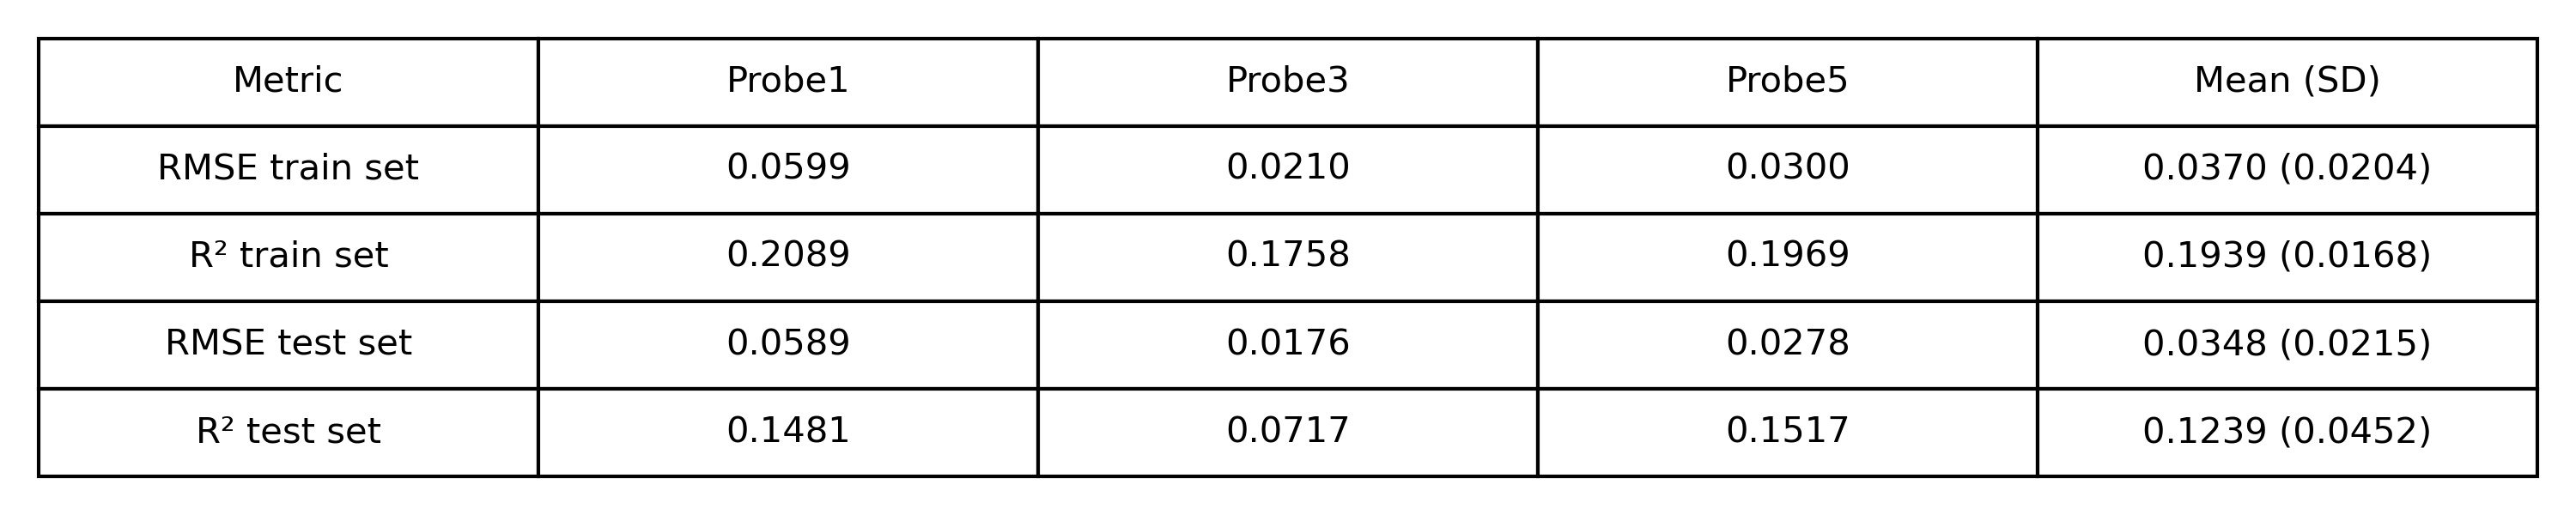 Metric Probe1 Probe3 Probe5 Mean (SD)
RMSE train set 0.0599 0.0210 0.0300 0.0370 (0.0204)
R² train set 0.2089 0.1758 0.1969 0.1939 (0.0168)
RMSE test set 0.0589 0.0176 0.0278 0.0348 (0.0215)
R² test set 0.1481 0.0717 0.1517 0.1239 (0.0452)